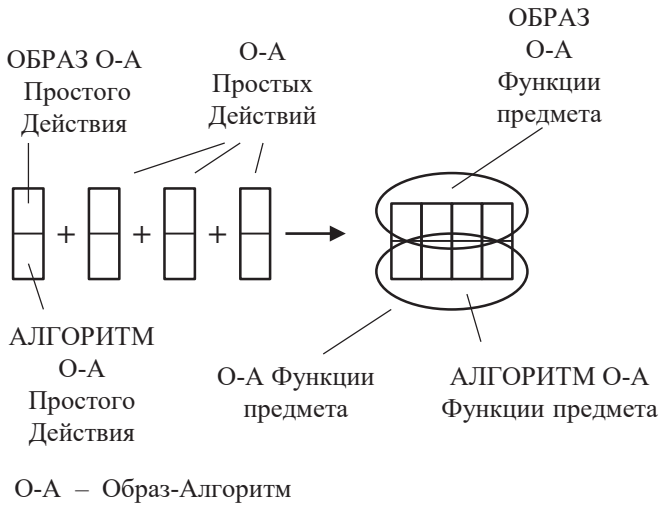 ОБРАЗ О-А
Простого
Действия
О-А
Простых
Действий
ОБРАЗ
О-А
Функции
предмета
+ + +
АЛГОРИТМ
О-А
Простого
Действия
О-А Функции
предмета
АЛГОРИТМ О-А
Функции предмета
О-А – Образ-Алгоритм